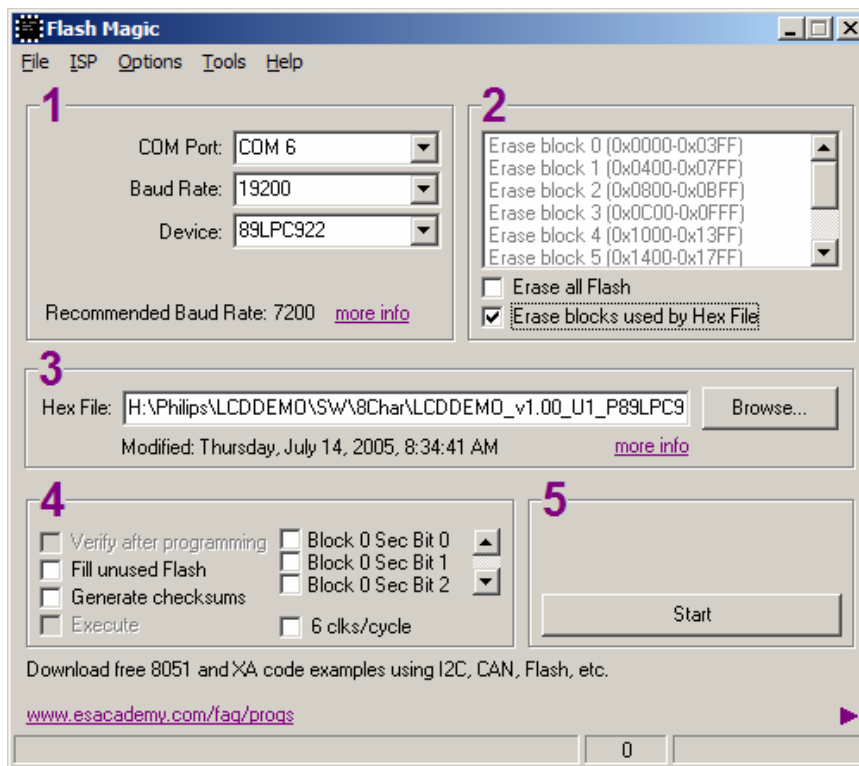 Flash Magic
File ISP Options Tools Help
1
COM Port: COM 6
Baud Rate: 19200
Device: 89LPC922
Recommended Baud Rate: 7200 more info
2
Erase block 0 (0x0000-0x03FF)
Erase block 1 (0x0400-0x07FF)
Erase block 2 (0x0800-0x0BFF)
Erase block 3 (0x0C00-0x0FFF)
Erase block 4 (0x1000-0x13FF)
Erase block 5 (0x1400-0x17FF)
Erase all Flash
Erase blocks used by Hex File
3
Hex File: H:\Philips\LCDDEMO\SW\8Char\LCDDEMO_v1.00_U1_P89LPC9 Browse...
Modified: Thursday, July 14, 2005, 8:34:41 AM more info
4
Verify after programming
Fill unused Flash
Generate checksums
Execute
Block 0 Sec Bit 0
Block 0 Sec Bit 1
Block 0 Sec Bit 2
6 clks/cycle
5
Start
Download free 8051 and XA code examples using I2C, CAN, Flash, etc.
www.esacademy.com/faq/progs
0